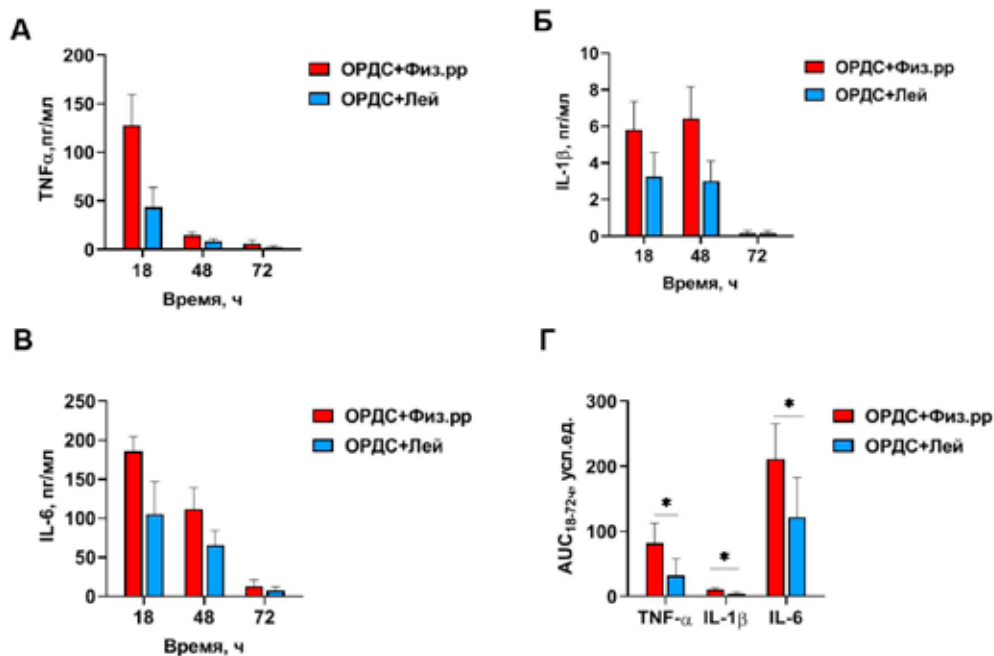 А
TNFα,пг/мл
200
150
100
50
0
18 48 72
Время, ч
ОРДС+Физ.рр
ОРДС+Лей
Б
IL-1β, пг/мл
10
8
6
4
2
0
18 48 72
Время, ч
ОРДС+Физ.рр
ОРДС+Лей
В
IL-6, пг/мл
250
200
150
100
50
0
18 48 72
Время, ч
ОРДС+Физ.рр
ОРДС+Лей
Г
AUC18-72ч, усл.ед.
300
200
100
0
* * *
TNF-α IL-1β IL-6
ОРДС+Физ.рр
ОРДС+Лей